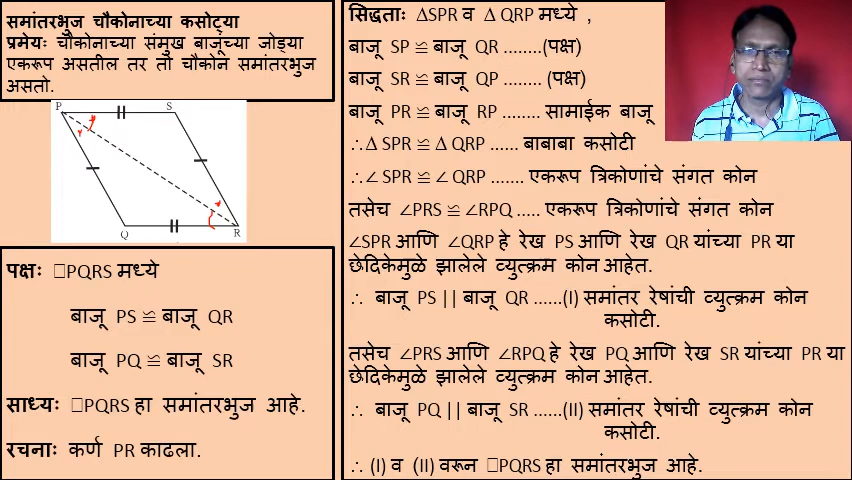 समांतरभुज चौकोनाच्या कसोट्या
प्रमेयः चौकोनाच्या संमुख बाजूंच्या जोड्या
एकरूप असतील तर तो चौकोन समांतरभुज
असतो.
P S
Q R
पक्षः □PQRS मध्ये
बाजू PS ≅ बाजू QR
बाजू PQ ≅ बाजू SR
साध्यः □PQRS हा समांतरभुज आहे.
रचनाः कर्ण PR काढला.
सिद्धताः ΔSPR व Δ QRP मध्ये ,
बाजू SP ≅ बाजू QR ........(पक्ष)
बाजू SR ≅ बाजू QP ........ (पक्ष)
बाजू PR ≅ बाजू RP ........ सामाईक बाजू
∴Δ SPR ≅ Δ QRP ...... बाबाबा कसोटी
∴∠ SPR ≅ ∠ QRP ....... एकरूप त्रिकोणांचे संगत कोन
तसेच ∠PRS ≅ ∠RPQ ..... एकरूप त्रिकोणांचे संगत कोन
∠SPR आणि ∠QRP हे रेख PS आणि रेख QR यांच्या PR या
छेदिकेमुळे झालेले व्युत्क्रम कोन आहेत.
∴ बाजू PS || बाजू QR ......(I) समांतर रेषांची व्युत्क्रम कोन
कसोटी.
तसेच ∠PRS आणि ∠RPQ हे रेख PQ आणि रेख SR यांच्या PR या
छेदिकेमुळे झालेले व्युत्क्रम कोन आहेत.
∴ बाजू PQ || बाजू SR ......(II) समांतर रेषांची व्युत्क्रम कोन
कसोटी.
∴ (I) व (II) वरून □PQRS हा समांतरभुज आहे.